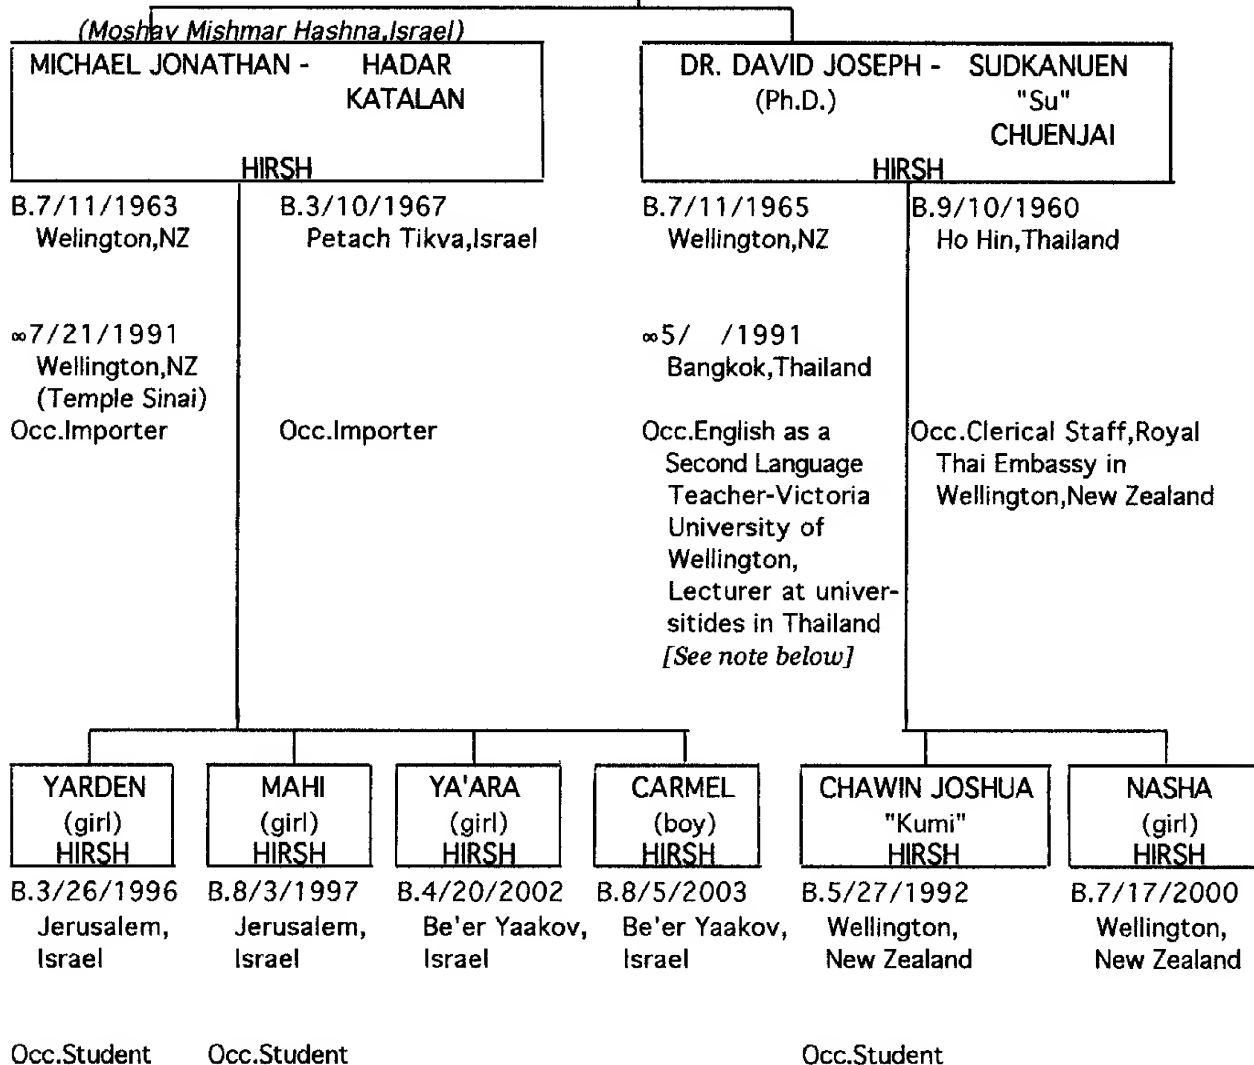 (Moshav Mishmar Hashna,Israel)
MICHAEL JONATHAN - HADAR
KATALAN
HIRSH
B.7/11/1963 B.3/10/1967
Welington,NZ Petach Tikva,Israel
∞7/21/1991
Wellington,NZ
(Temple Sinai)
Occ.Importer Occ.Importer
DR. DAVID JOSEPH - SUDKANUEN
(Ph.D.) "Su"
CHUENJAI
HIRSH
B.7/11/1965 B.9/10/1960
Wellington,NZ Ho Hin,Thailand
∞5/ /1991
Bangkok,Thailand
Occ.English as a
Second Language
Teacher-Victoria
University of
Wellington,
Lecturer at univer-
sitides in Thailand
[See note below]
Occ.Clerical Staff,Royal
Thai Embassy in
Wellington,New Zealand
YARDEN
(girl)
HIRSH
B.3/26/1996
Jerusalem,
Israel
Occ.Student
MAHI
(girl)
HIRSH
B.8/3/1997
Jerusalem,
Israel
Occ.Student
YA'ARA
(girl)
HIRSH
B.4/20/2002
Be'er Yaakov,
Israel
CARMEL
(boy)
HIRSH
B.8/5/2003
Be'er Yaakov,
Israel
CHAWIN JOSHUA
"Kumi"
HIRSH
B.5/27/1992
Wellington,
New Zealand
Occ.Student
NASHA
(girl)
HIRSH
B.7/17/2000
Wellington,
New Zealand